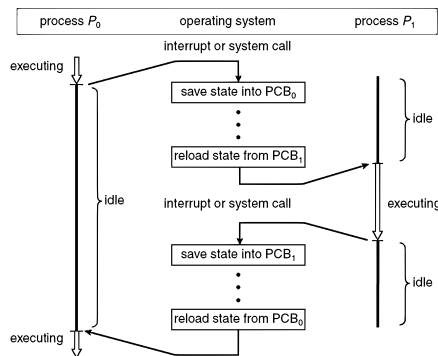 process P0 operating system process P1
interrupt or system call
executing
save state into PCB0
idle
reload state from PCB1
idle
interrupt or system call
executing
save state into PCB1
idle
reload state from PCB0
executing